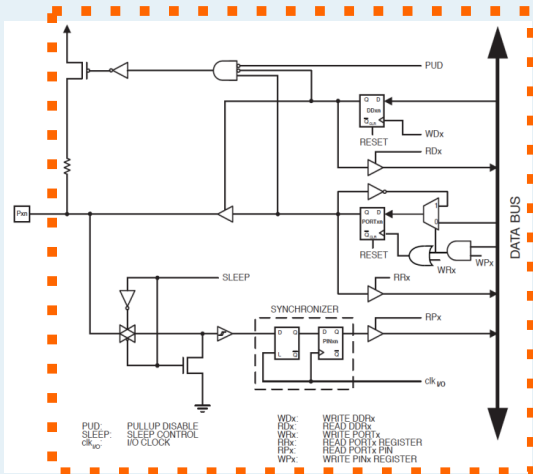 PUD
Q D
DDxn
Q CLR
WDx
RESET
RDx
Pxn
1
Q D
PORTxn
0
Q CLR
RESET
WRx
WPx
DATA BUS
RRx
SLEEP
SYNCHRONIZER
RPx
D Q
D Q
PINxn
L Q
Q
clk I/O
PUD: PULLUP DISABLE
SLEEP: SLEEP CONTROL
clk I/O: I/O CLOCK
WDx: WRITE DDRx
RDx: READ DDRx
WRx: WRITE PORTx
RRx: READ PORTx REGISTER
RPx: READ PORTx PIN
WPx: WRITE PINx REGISTER